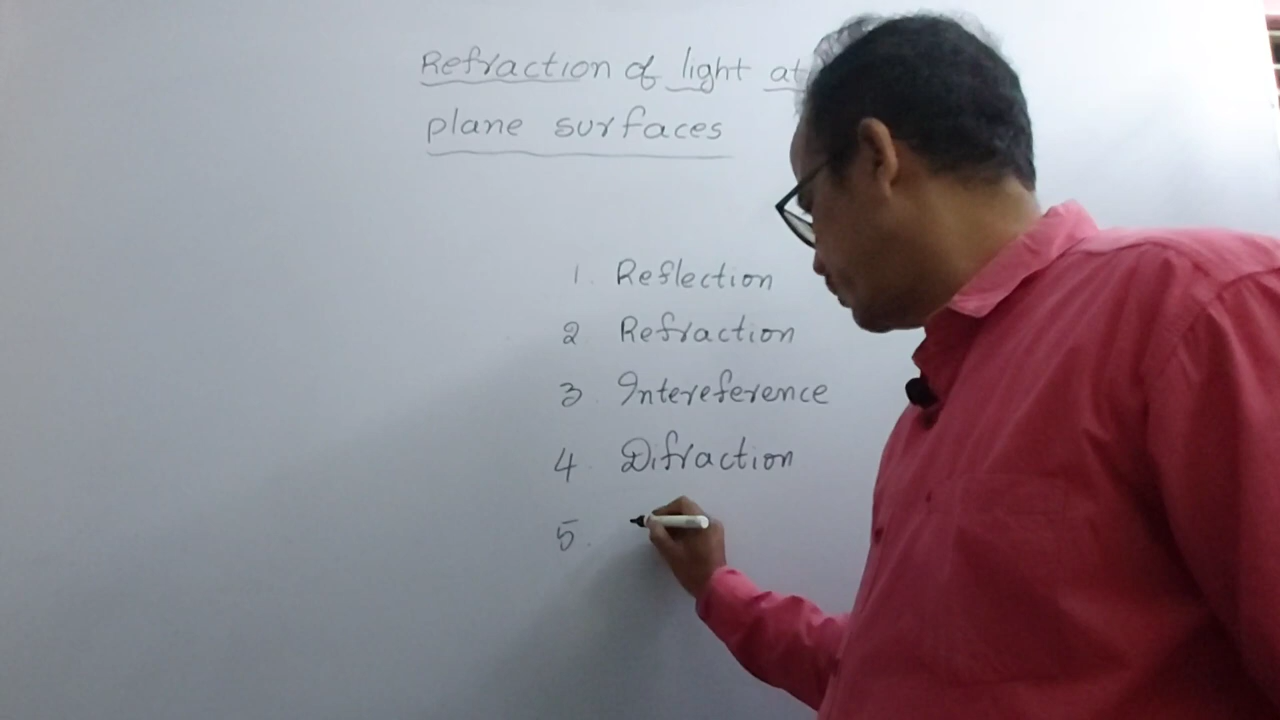 Refraction of light at
plane surfaces
1. Reflection
2 Refraction
3. Intereference
4. Difraction
5.